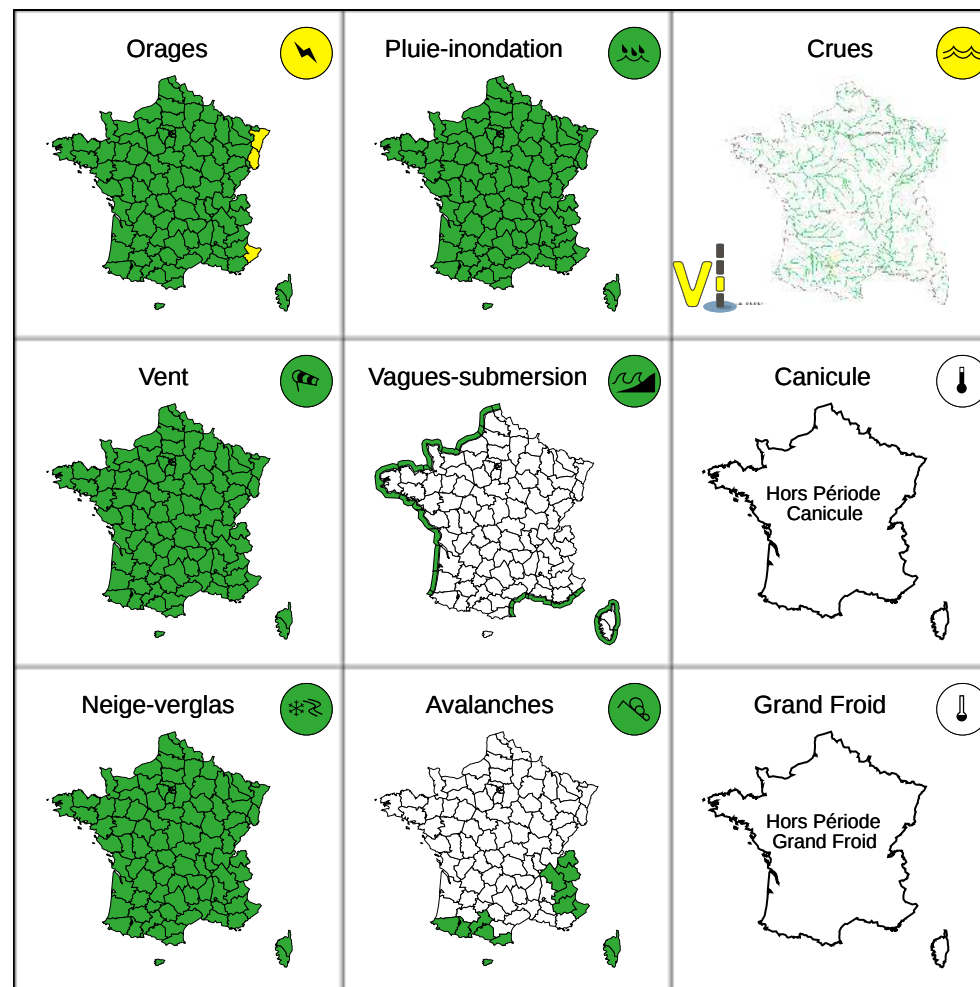 Orages
Pluie-inondation
Crues
Vi
Vent
Vagues-submersion
Canicule
Hors Période
Canicule
Neige-verglas
Avalanches
Grand Froid
Hors Période
Grand Froid